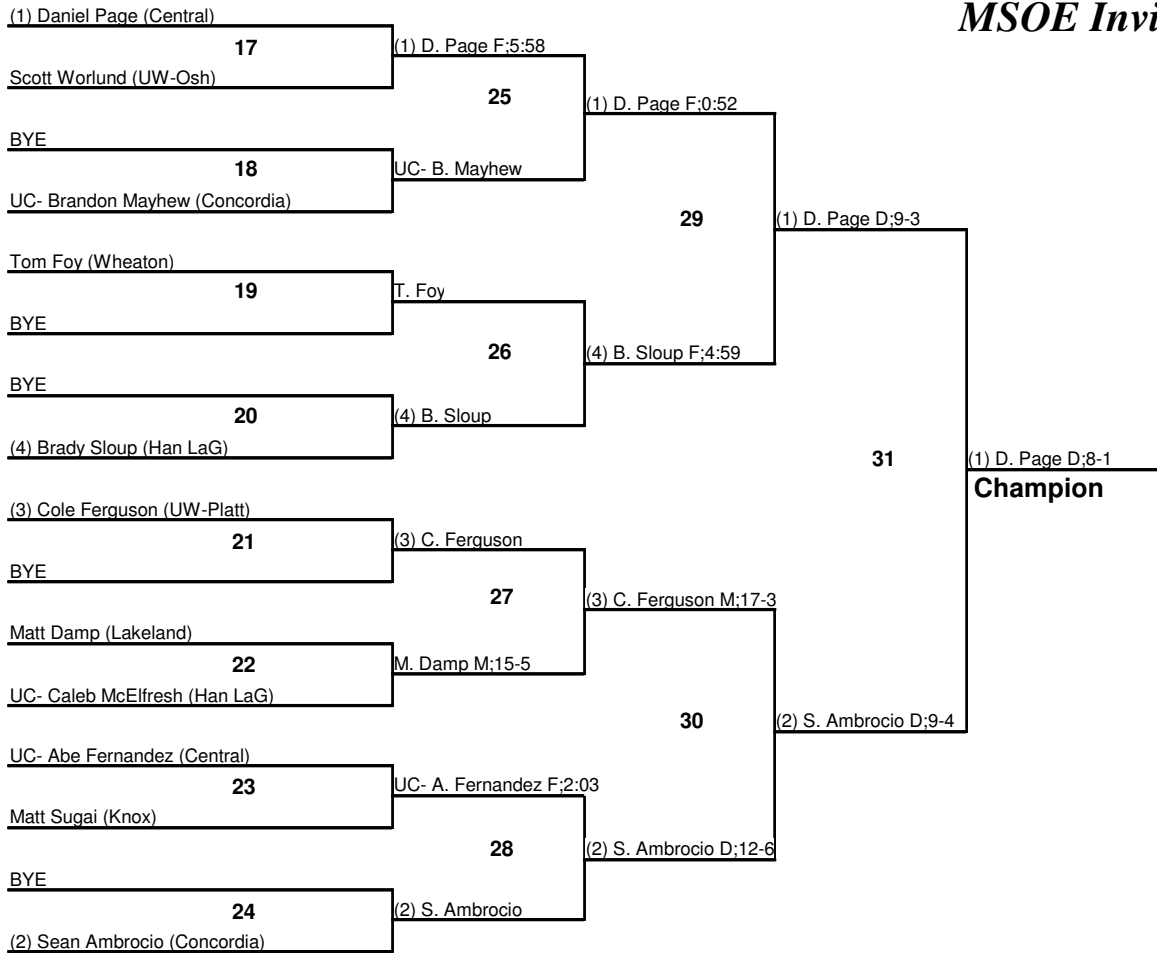 MSOE Invi
(1) Daniel Page (Central)
17
Scott Worlund (UW-Osh)
(1) D. Page F;5:58
25
BYE
18
UC- Brandon Mayhew (Concordia)
UC- B. Mayhew
(1) D. Page F;0:52
29
Tom Foy (Wheaton)
19
BYE
T. Foy
26
BYE
20
(4) Brady Sloup (Han LaG)
(4) B. Sloup
(4) B. Sloup F;4:59
(1) D. Page D;9-3
31
(1) D. Page D;8-1
Champion
(3) Cole Ferguson (UW-Platt)
21
BYE
(3) C. Ferguson
27
Matt Damp (Lakeland)
22
UC- Caleb McElfresh (Han LaG)
M. Damp M;15-5
(3) C. Ferguson M;17-3
30
(2) S. Ambrocio D;9-4
UC- Abe Fernandez (Central)
23
Matt Sugai (Knox)
UC- A. Fernandez F;2:03
28
(2) S. Ambrocio D;12-6
BYE
24
(2) Sean Ambrocio (Concordia)
(2) S. Ambrocio